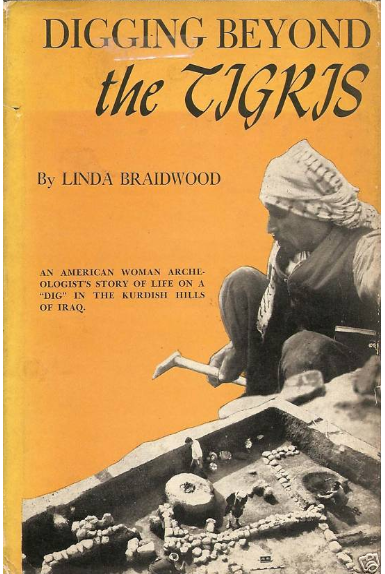 DIGGING BEYOND
the TIGRIS
By LINDA BRAIDWOOD
AN AMERICAN WOMAN ARCHE-
OLOGIST'S STORY OF LIFE ON A
"DIG" IN THE KURDISH HILLS
OF IRAQ.